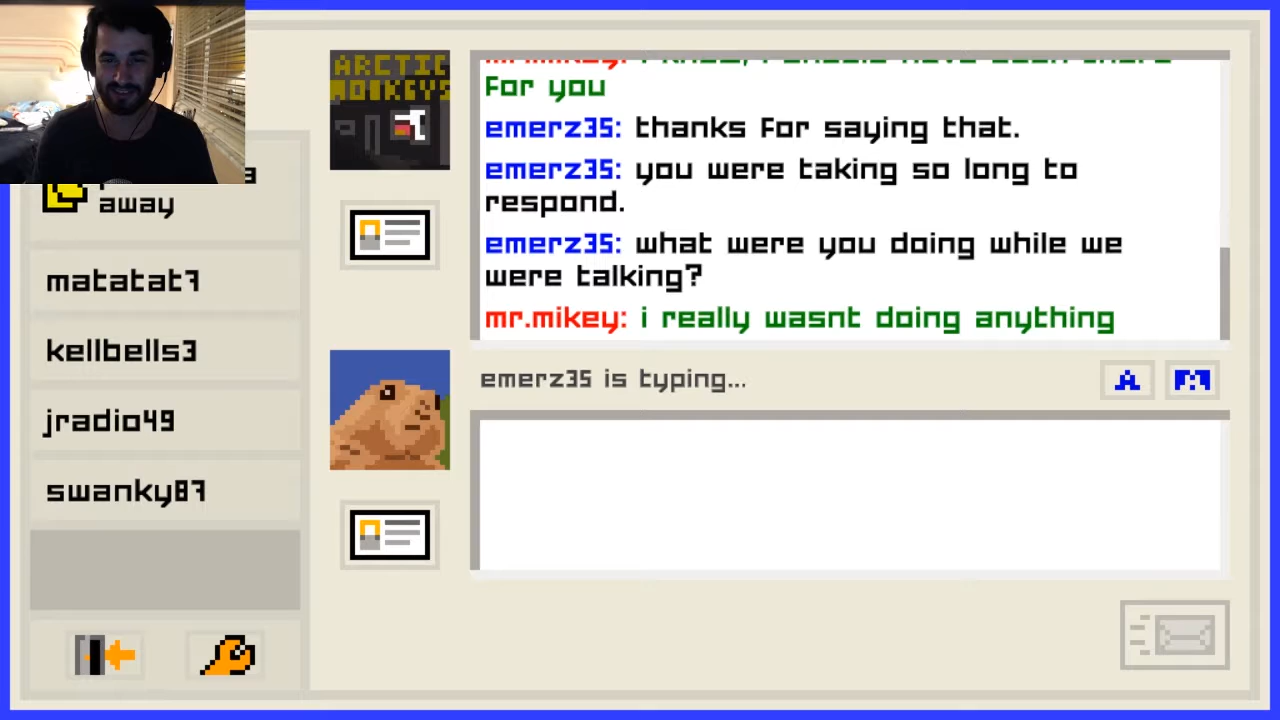 ARCTIC
MONKEYS
For you
emerz35: thanks For saying that.
emerz35: you were taking so long to
respond.
emerz35: what were you doing while we
were talking?
mr.mikey: i really wasnt doing anything
emerz35 is typing...
A
away
matatat7
kellbells3
jradio49
swanky87